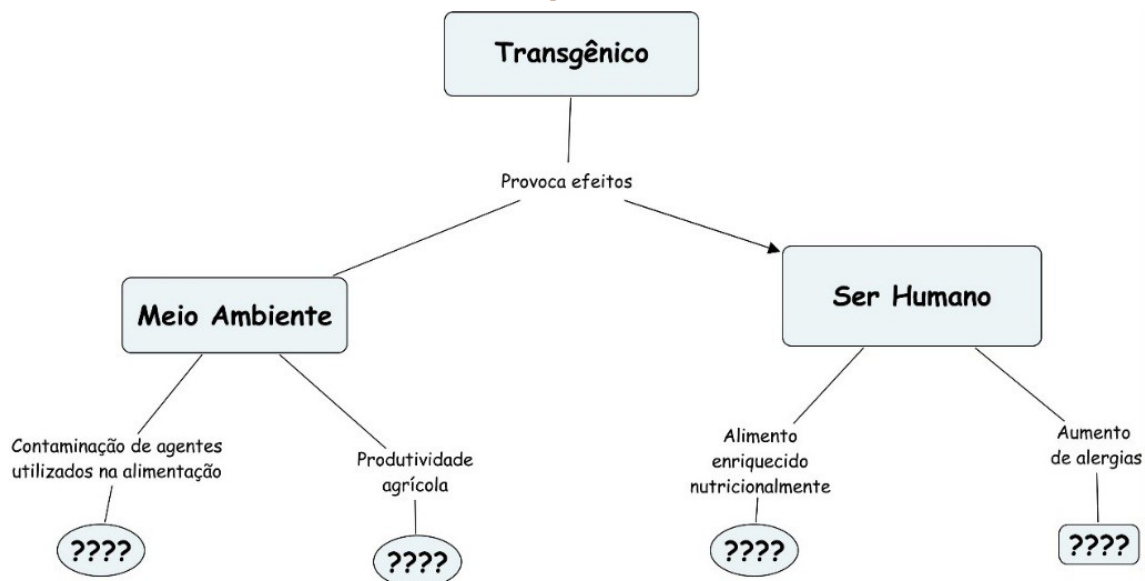 Transgênico
Provoca efeitos
Meio Ambiente
Ser Humano
Contaminação de agentes
utilizados na alimentação
Produtividade
agrícola
Alimento
enriquecido
nutricionalmente
Aumento
de alergias
????
????
????
????